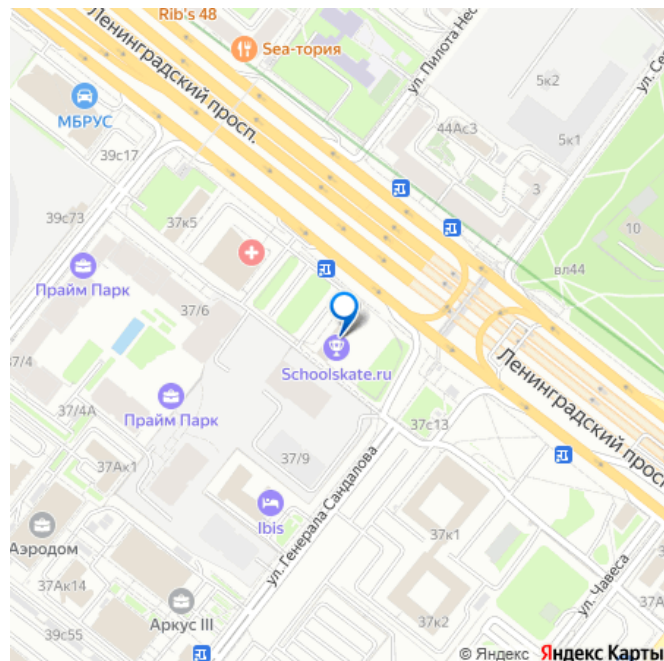 Rib's 48
Sea-тория
Ленинградский просп.
ул. Пилота Нес
5к2
МБРУС
44Ас3
5к1
39с17
3
39с73
37к5
10
вл44
Прайм Парк
37/6
Schoolskate.ru
Ленинградский просп.
37/4
37/4А
Прайм Парк
37с13
37Ак1
37/9
Ibis
ул. Генерала Сандалова
Аэродом
37к1
37Ак14
ул. Чавеса
37А
Аркус III
37к2
39с55
© Яндекс Яндекс Карты